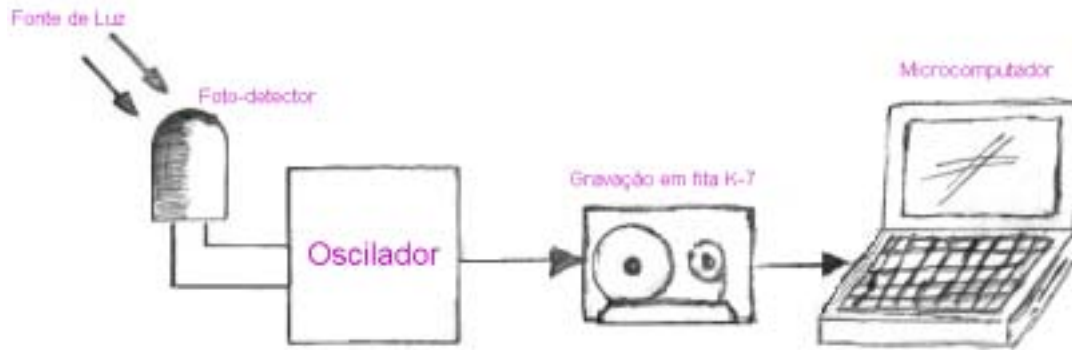 Fonte de Luz
Foto-detector
Oscilador
Gravação em fita K-7
Microcomputador